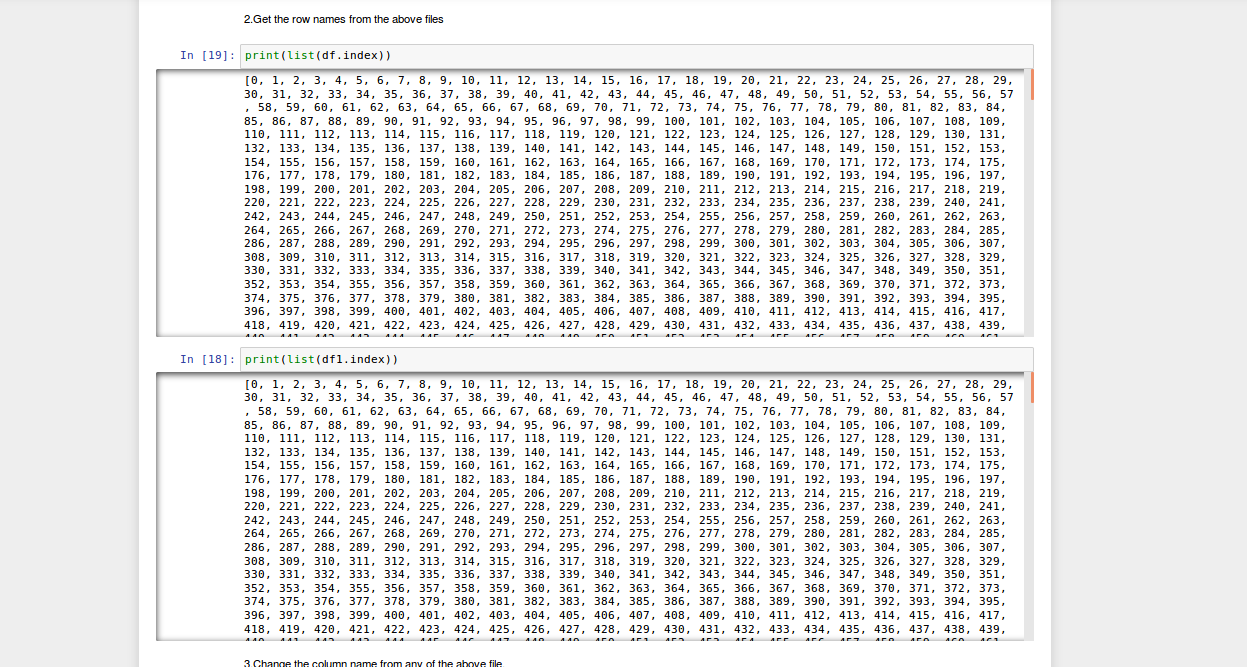 2.Get the row names from the above files
In [19]: print(list(df.index))
[0, 1, 2, 3, 4, 5, 6, 7, 8, 9, 10, 11, 12, 13, 14, 15, 16, 17, 18, 19, 20, 21, 22, 23, 24, 25, 26, 27, 28, 29,
30, 31, 32, 33, 34, 35, 36, 37, 38, 39, 40, 41, 42, 43, 44, 45, 46, 47, 48, 49, 50, 51, 52, 53, 54, 55, 56, 57
, 58, 59, 60, 61, 62, 63, 64, 65, 66, 67, 68, 69, 70, 71, 72, 73, 74, 75, 76, 77, 78, 79, 80, 81, 82, 83, 84,
85, 86, 87, 88, 89, 90, 91, 92, 93, 94, 95, 96, 97, 98, 99, 100, 101, 102, 103, 104, 105, 106, 107, 108, 109,
110, 111, 112, 113, 114, 115, 116, 117, 118, 119, 120, 121, 122, 123, 124, 125, 126, 127, 128, 129, 130, 131,
132, 133, 134, 135, 136, 137, 138, 139, 140, 141, 142, 143, 144, 145, 146, 147, 148, 149, 150, 151, 152, 153,
154, 155, 156, 157, 158, 159, 160, 161, 162, 163, 164, 165, 166, 167, 168, 169, 170, 171, 172, 173, 174, 175,
176, 177, 178, 179, 180, 181, 182, 183, 184, 185, 186, 187, 188, 189, 190, 191, 192, 193, 194, 195, 196, 197,
198, 199, 200, 201, 202, 203, 204, 205, 206, 207, 208, 209, 210, 211, 212, 213, 214, 215, 216, 217, 218, 219,
220, 221, 222, 223, 224, 225, 226, 227, 228, 229, 230, 231, 232, 233, 234, 235, 236, 237, 238, 239, 240, 241,
242, 243, 244, 245, 246, 247, 248, 249, 250, 251, 252, 253, 254, 255, 256, 257, 258, 259, 260, 261, 262, 263,
264, 265, 266, 267, 268, 269, 270, 271, 272, 273, 274, 275, 276, 277, 278, 279, 280, 281, 282, 283, 284, 285,
286, 287, 288, 289, 290, 291, 292, 293, 294, 295, 296, 297, 298, 299, 300, 301, 302, 303, 304, 305, 306, 307,
308, 309, 310, 311, 312, 313, 314, 315, 316, 317, 318, 319, 320, 321, 322, 323, 324, 325, 326, 327, 328, 329,
330, 331, 332, 333, 334, 335, 336, 337, 338, 339, 340, 341, 342, 343, 344, 345, 346, 347, 348, 349, 350, 351,
352, 353, 354, 355, 356, 357, 358, 359, 360, 361, 362, 363, 364, 365, 366, 367, 368, 369, 370, 371, 372, 373,
374, 375, 376, 377, 378, 379, 380, 381, 382, 383, 384, 385, 386, 387, 388, 389, 390, 391, 392, 393, 394, 395,
396, 397, 398, 399, 400, 401, 402, 403, 404, 405, 406, 407, 408, 409, 410, 411, 412, 413, 414, 415, 416, 417,
418, 419, 420, 421, 422, 423, 424, 425, 426, 427, 428, 429, 430, 431, 432, 433, 434, 435, 436, 437, 438, 439,
In [18]: print(list(df1.index))
[0, 1, 2, 3, 4, 5, 6, 7, 8, 9, 10, 11, 12, 13, 14, 15, 16, 17, 18, 19, 20, 21, 22, 23, 24, 25, 26, 27, 28, 29,
30, 31, 32, 33, 34, 35, 36, 37, 38, 39, 40, 41, 42, 43, 44, 45, 46, 47, 48, 49, 50, 51, 52, 53, 54, 55, 56, 57
, 58, 59, 60, 61, 62, 63, 64, 65, 66, 67, 68, 69, 70, 71, 72, 73, 74, 75, 76, 77, 78, 79, 80, 81, 82, 83, 84,
85, 86, 87, 88, 89, 90, 91, 92, 93, 94, 95, 96, 97, 98, 99, 100, 101, 102, 103, 104, 105, 106, 107, 108, 109,
110, 111, 112, 113, 114, 115, 116, 117, 118, 119, 120, 121, 122, 123, 124, 125, 126, 127, 128, 129, 130, 131,
132, 133, 134, 135, 136, 137, 138, 139, 140, 141, 142, 143, 144, 145, 146, 147, 148, 149, 150, 151, 152, 153,
154, 155, 156, 157, 158, 159, 160, 161, 162, 163, 164, 165, 166, 167, 168, 169, 170, 171, 172, 173, 174, 175,
176, 177, 178, 179, 180, 181, 182, 183, 184, 185, 186, 187, 188, 189, 190, 191, 192, 193, 194, 195, 196, 197,
198, 199, 200, 201, 202, 203, 204, 205, 206, 207, 208, 209, 210, 211, 212, 213, 214, 215, 216, 217, 218, 219,
220, 221, 222, 223, 224, 225, 226, 227, 228, 229, 230, 231, 232, 233, 234, 235, 236, 237, 238, 239, 240, 241,
242, 243, 244, 245, 246, 247, 248, 249, 250, 251, 252, 253, 254, 255, 256, 257, 258, 259, 260, 261, 262, 263,
264, 265, 266, 267, 268, 269, 270, 271, 272, 273, 274, 275, 276, 277, 278, 279, 280, 281, 282, 283, 284, 285,
286, 287, 288, 289, 290, 291, 292, 293, 294, 295, 296, 297, 298, 299, 300, 301, 302, 303, 304, 305, 306, 307,
308, 309, 310, 311, 312, 313, 314, 315, 316, 317, 318, 319, 320, 321, 322, 323, 324, 325, 326, 327, 328, 329,
330, 331, 332, 333, 334, 335, 336, 337, 338, 339, 340, 341, 342, 343, 344, 345, 346, 347, 348, 349, 350, 351,
352, 353, 354, 355, 356, 357, 358, 359, 360, 361, 362, 363, 364, 365, 366, 367, 368, 369, 370, 371, 372, 373,
374, 375, 376, 377, 378, 379, 380, 381, 382, 383, 384, 385, 386, 387, 388, 389, 390, 391, 392, 393, 394, 395,
396, 397, 398, 399, 400, 401, 402, 403, 404, 405, 406, 407, 408, 409, 410, 411, 412, 413, 414, 415, 416, 417,
418, 419, 420, 421, 422, 423, 424, 425, 426, 427, 428, 429, 430, 431, 432, 433, 434, 435, 436, 437, 438, 439,
3.Change the column name from any of the above file.